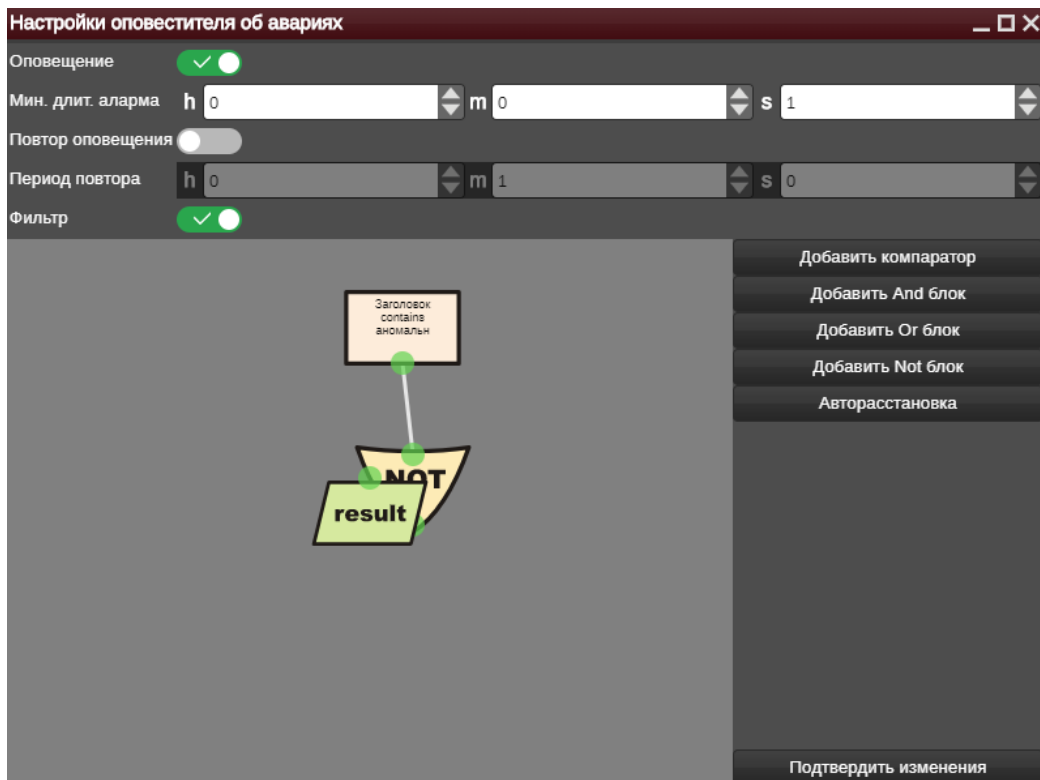 Настройки оповестителя об авариях
Оповещение
Мин. длит. аларма h 0 m 0 s 1
Повтор оповещения
Период повтора h 0 m 1 s 0
Фильтр
Добавить компаратор
Добавить And блок
Добавить Or блок
Добавить Not блок
Авторасстановка
Заголовок
contains
аномальн
NOT
result
Подтвердить изменения